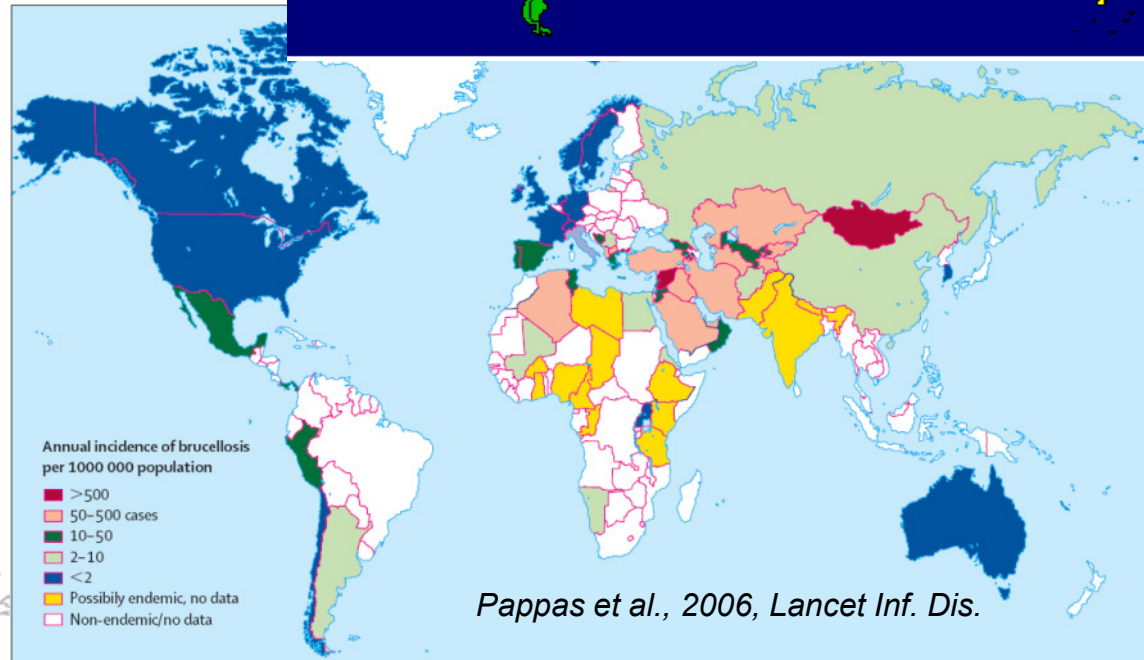 Annual incidence of brucellosis
per 1000 000 population
>500
50–500 cases
10–50
2–10
<2
Possibily endemic, no data
Non-endemic/no data
Pappas et al., 2006, Lancet Inf. Dis.